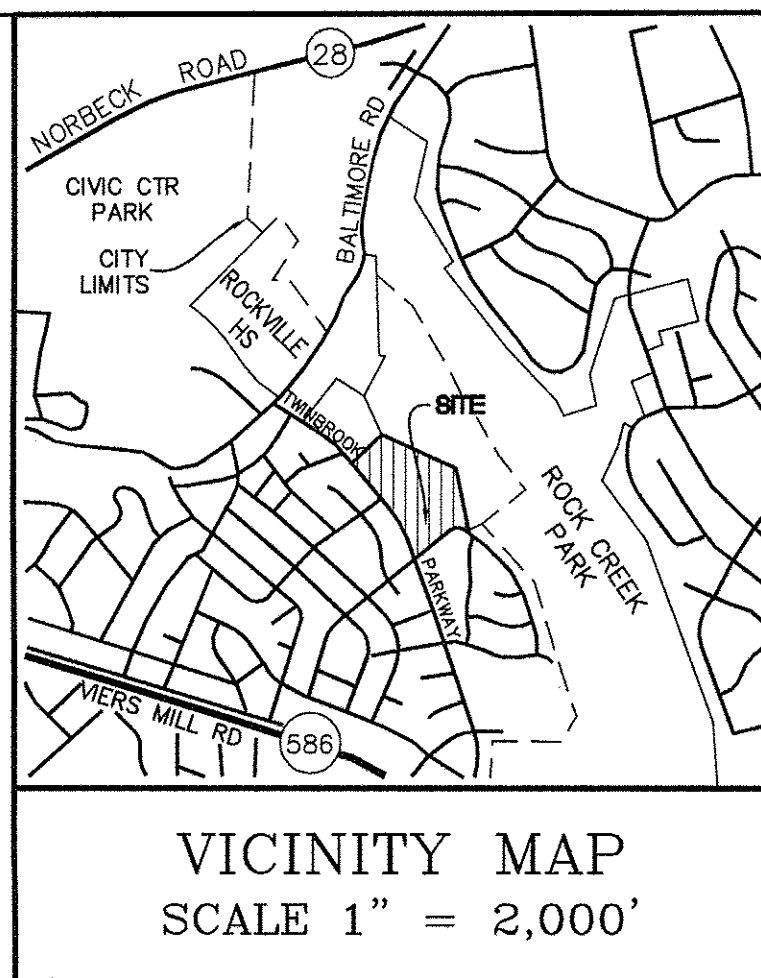 NORBECK ROAD
28
BALTIMORE RD
CIVIC CTR
PARK
CITY
LIMITS
ROCKVILLE
HS
TWINBROOK
SITE
ROCK CREEK
PARK
PARKWAY
VIERS MILL RD
586
VICINITY MAP
SCALE 1" = 2,000'